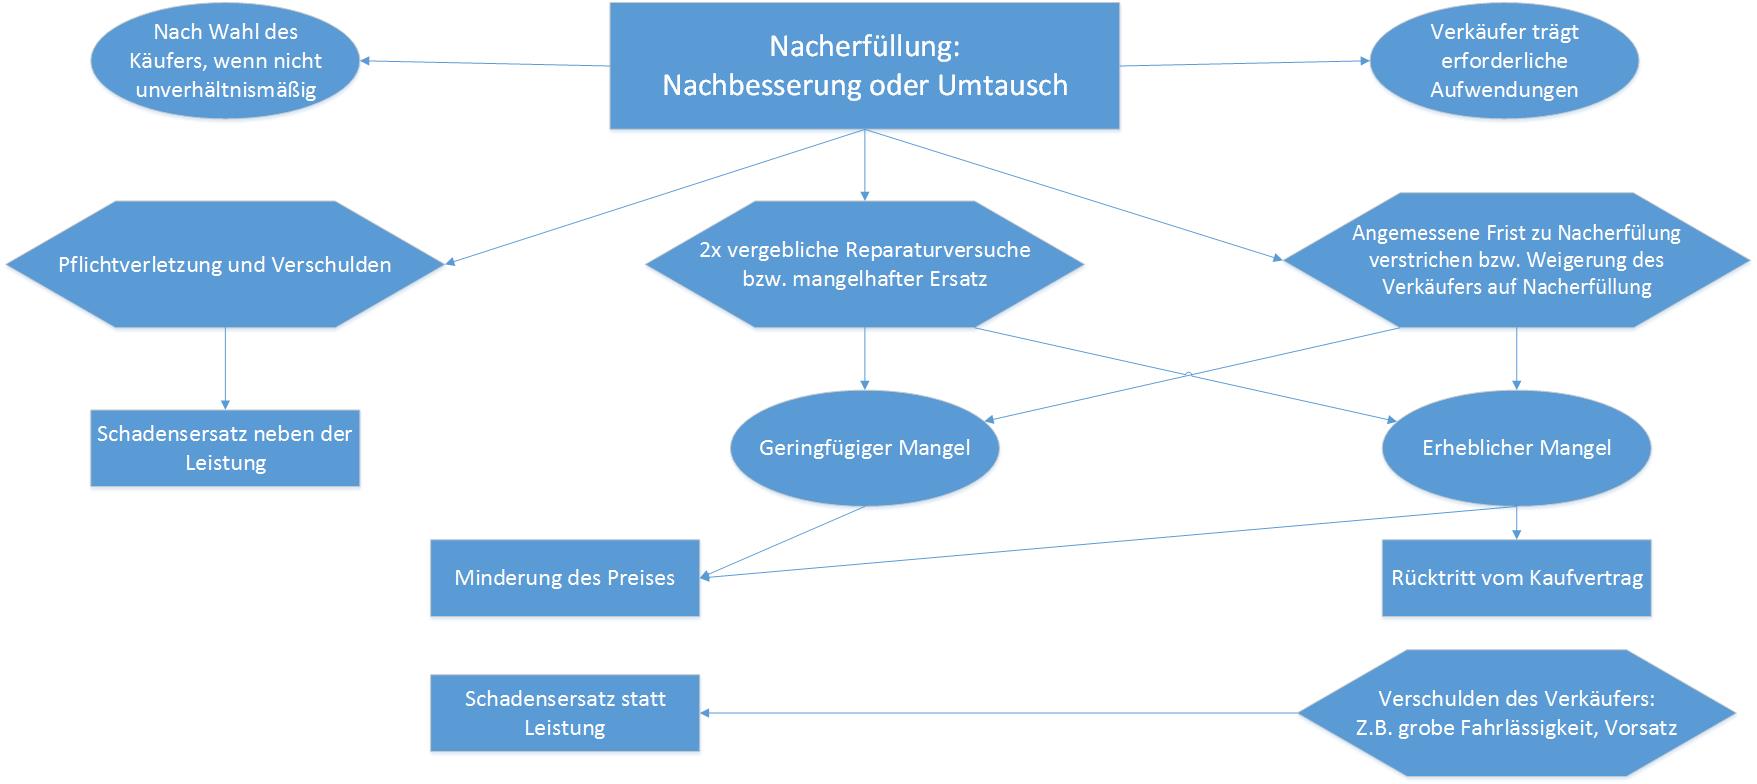 Nach Wahl des
Käufers, wenn nicht
unverhältnismäßig
Nacherfüllung:
Nachbesserung oder Umtausch
Verkäufer trägt
erforderliche
Aufwendungen
Pflichtverletzung und Verschulden
2x vergebliche Reparaturversuche
bzw. mangelhafter Ersatz
Angemessene Frist zu Nacherfülung
verstrichen bzw. Weigerung des
Verkäufers auf Nacherfüllung
Schadensersatz neben der
Leistung
Geringfügiger Mangel
Erheblicher Mangel
Minderung des Preises
Rücktritt vom Kaufvertrag
Schadensersatz statt
Leistung
Verschulden des Verkäufers:
Z.B. grobe Fahrlässigkeit, Vorsatz